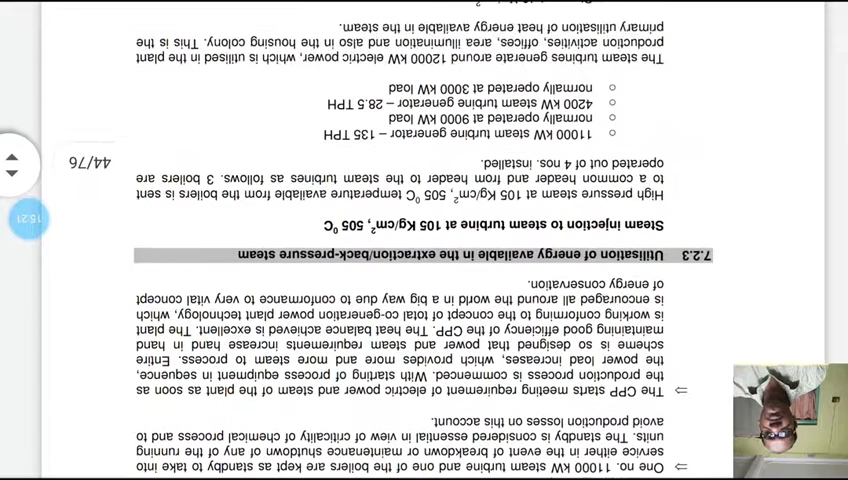 ⇒ One no. 11000 kW steam turbine and one of the boilers are kept as standby to take into
service either in the event of breakdown or maintenance shutdown of any of the running
units. The standby is considered essential in view of criticality of chemical process and to
avoid production losses on this account.
⇒ The CPP starts meeting requirement of electric power and steam of the plant as soon as
the production process is commenced. With starting of process equipment in sequence,
the power load increases, which provides more and more steam to process. Entire
scheme is so designed that power and steam requirements increase hand in hand
maintaining good efficiency of the CPP. The heat balance achieved is excellent. The plant
is working conforming to the concept of total co-generation power plant technology, which
is encouraged all around the world in a big way due to conformance to very vital concept
of energy conservation.
7.2.3 Utilisation of energy available in the extraction/back-pressure steam
15:21
Steam injection to steam turbine at 105 Kg/cm², 505 ⁰C
High pressure steam at 105 Kg/cm², 505 ⁰C temperature available from the boilers is sent
to a common header and from header to the steam turbines as follows. 3 boilers are
operated out of 4 nos. installed.
44/76
o 11000 kW steam turbine generator – 135 TPH
o normally operated at 9000 kW load
o 4200 kW steam turbine generator – 28.5 TPH
o normally operated at 3000 kW load
The steam turbines generate around 12000 kW electric power, which is utilised in the plant
production activities, offices, area illumination and also in the housing colony. This is the
primary utilisation of heat energy available in the steam.